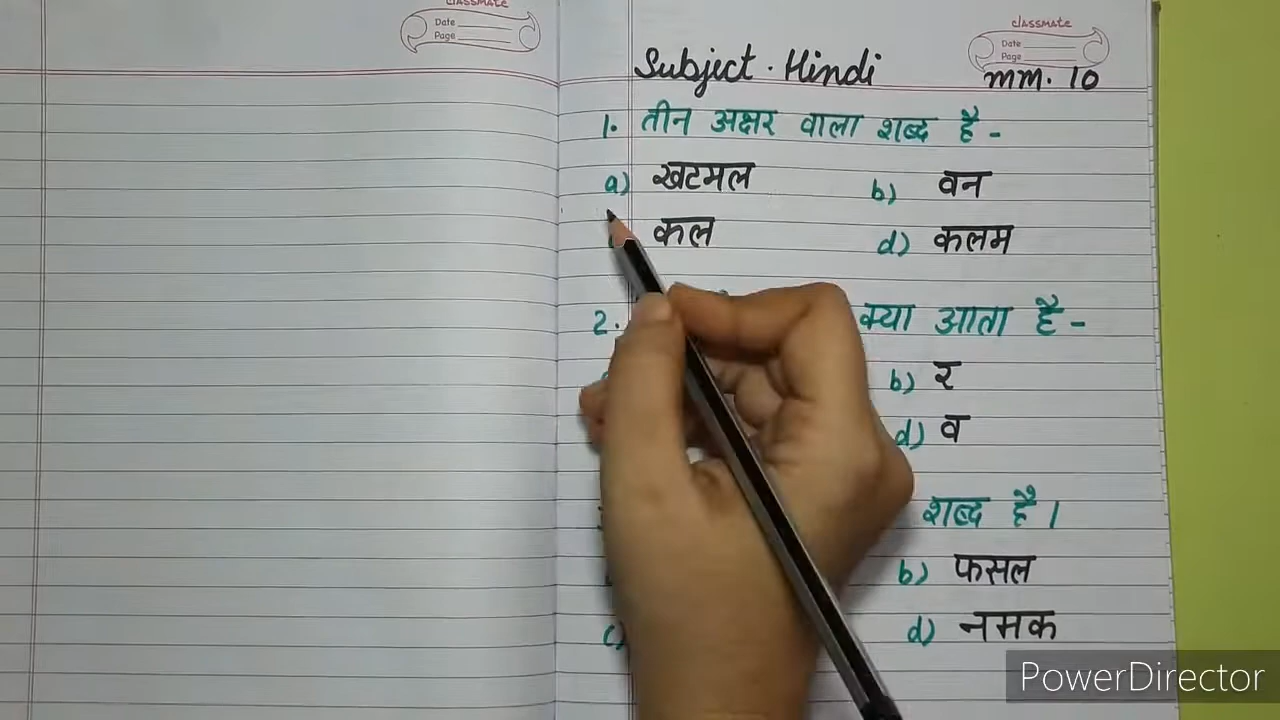 classmate
Date
Page
classmate
Date
Page
Subject. Hindi
mm. 10
1. तीन अक्षर वाला शब्द है -
a) खटमल b) वन
कल d) कलम
2. क्या आता है -
b) र
d) व
शब्द है।
b) फसल
c) d) नमक
PowerDirector